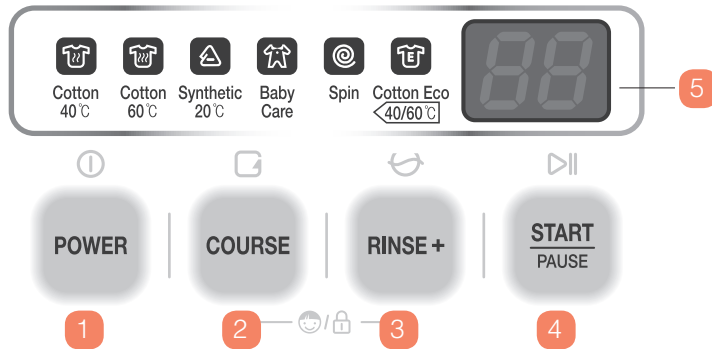 Cotton 40℃
Cotton 60℃
Synthetic 20℃
Baby Care
Spin
Cotton Eco 40/60℃
88
5
POWER
COURSE
RINSE +
START
PAUSE
1
2
3
4